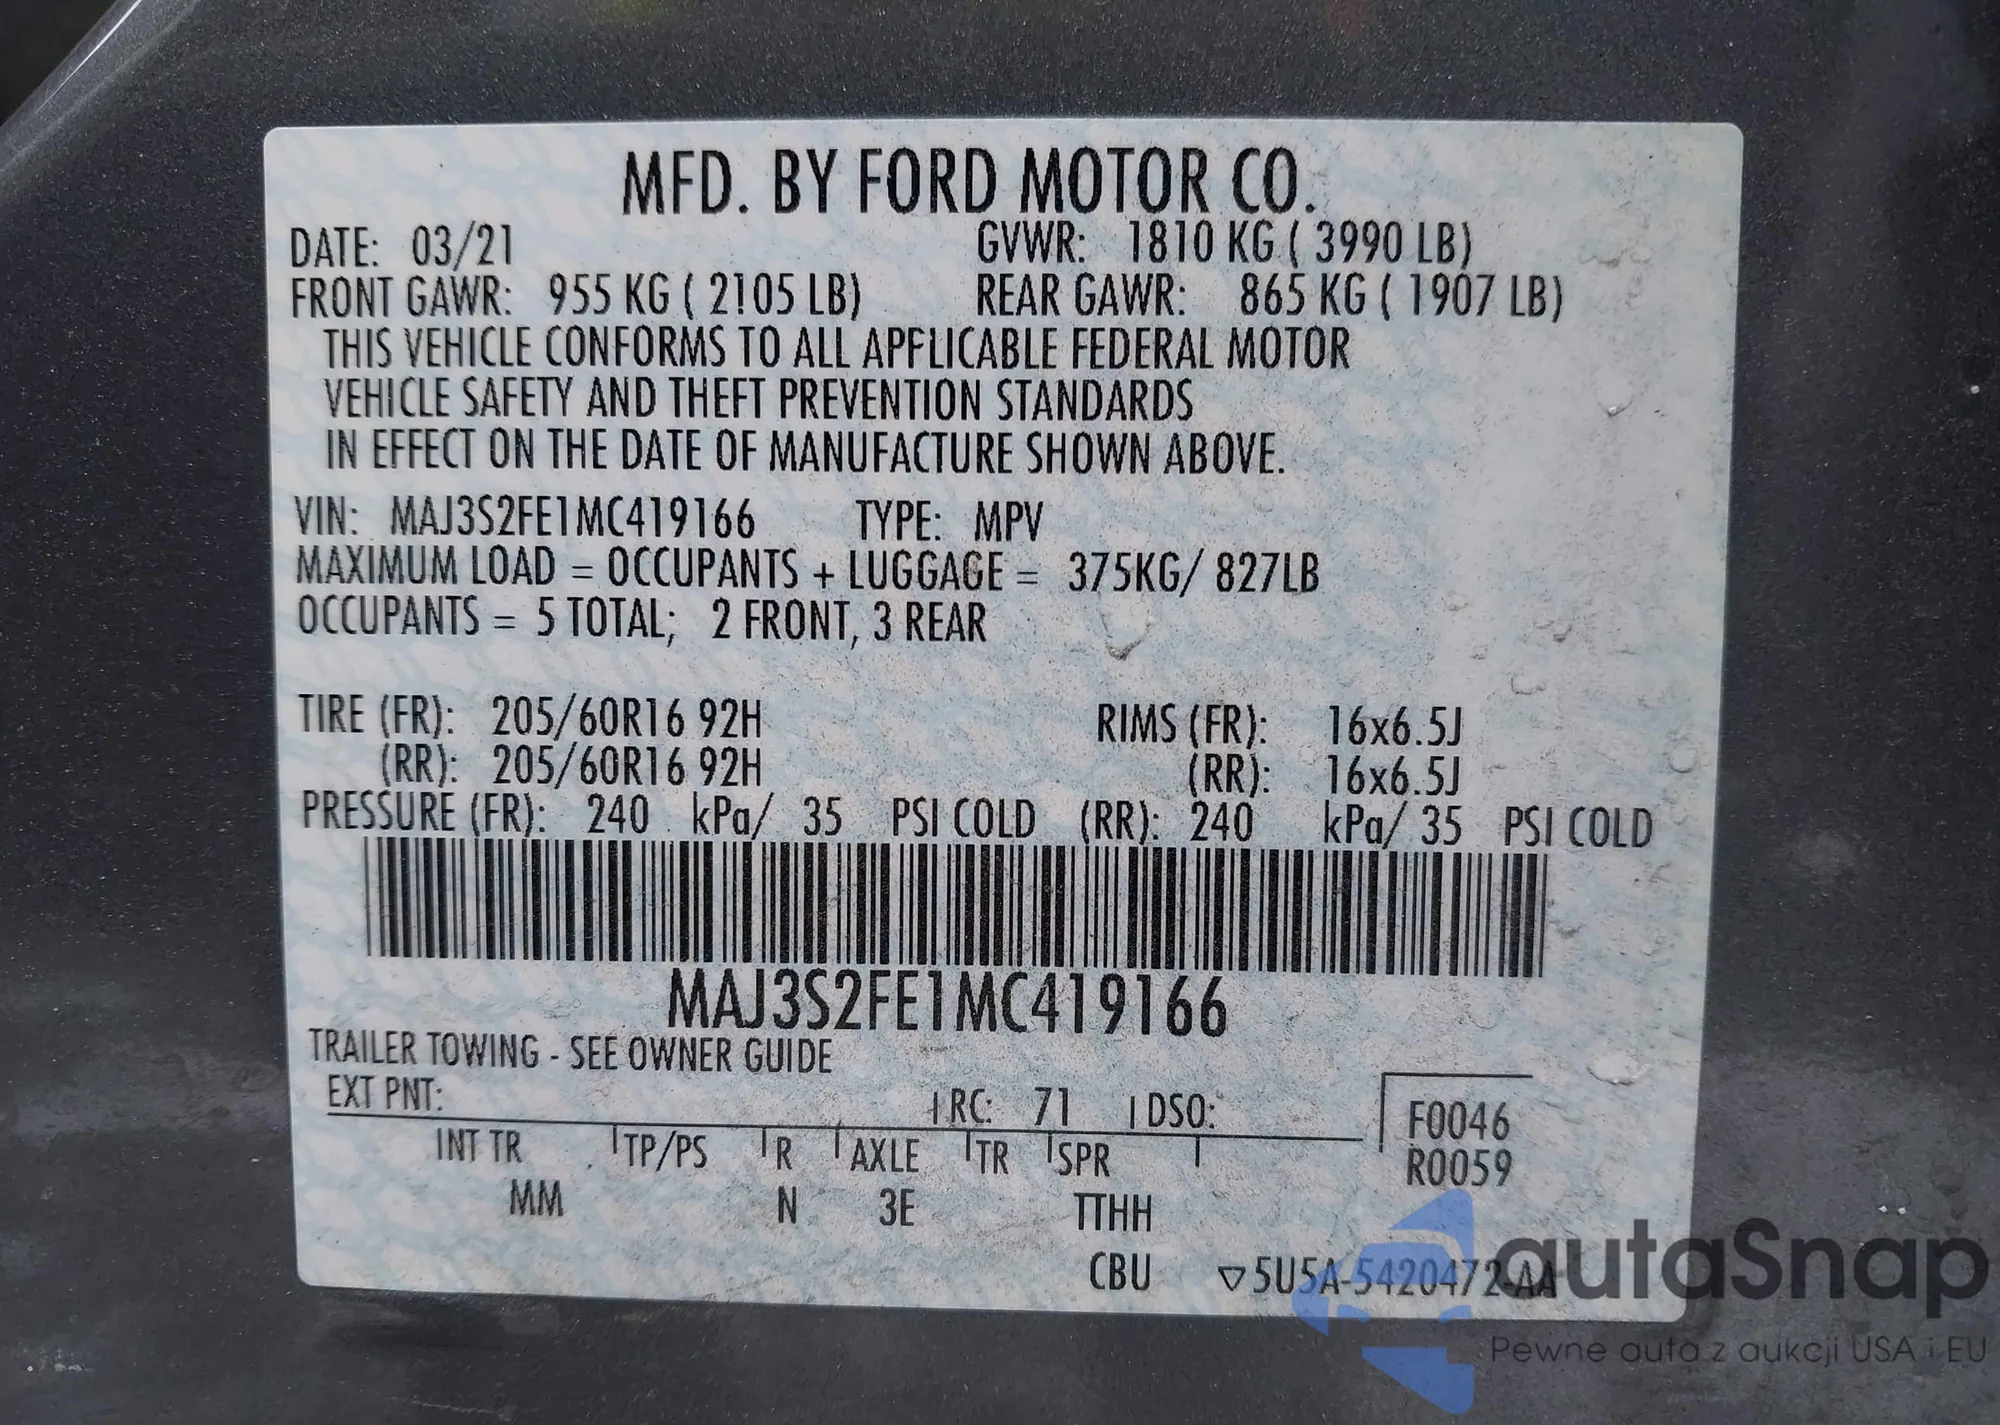 MFD. BY FORD MOTOR CO.
DATE: 03/21 GVWR: 1810 KG ( 3990 LB)
FRONT GAWR: 955 KG ( 2105 LB) REAR GAWR: 865 KG ( 1907 LB)
THIS VEHICLE CONFORMS TO ALL APPLICABLE FEDERAL MOTOR
VEHICLE SAFETY AND THEFT PREVENTION STANDARDS
IN EFFECT ON THE DATE OF MANUFACTURE SHOWN ABOVE.
VIN: MAJ3S2FE1MC419166 TYPE: MPV
MAXIMUM LOAD = OCCUPANTS + LUGGAGE = 375KG/ 827LB
OCCUPANTS = 5 TOTAL; 2 FRONT, 3 REAR
TIRE (FR): 205/60R16 92H RIMS (FR): 16x6.5J
(RR): 205/60R16 92H (RR): 16x6.5J
PRESSURE (FR): 240 kPa/ 35 PSI COLD (RR): 240 kPa/ 35 PSI COLD
MAJ3S2FE1MC419166
TRAILER TOWING - SEE OWNER GUIDE
EXT PNT: RC: 71 DSO: F0046
INT TR TP/PS R AXLE TR SPR R0059
MM N 3E TTHH
CBU ▽5U5A-5420472-AA
autaSnap
Pewne auta z aukcji USA i EU